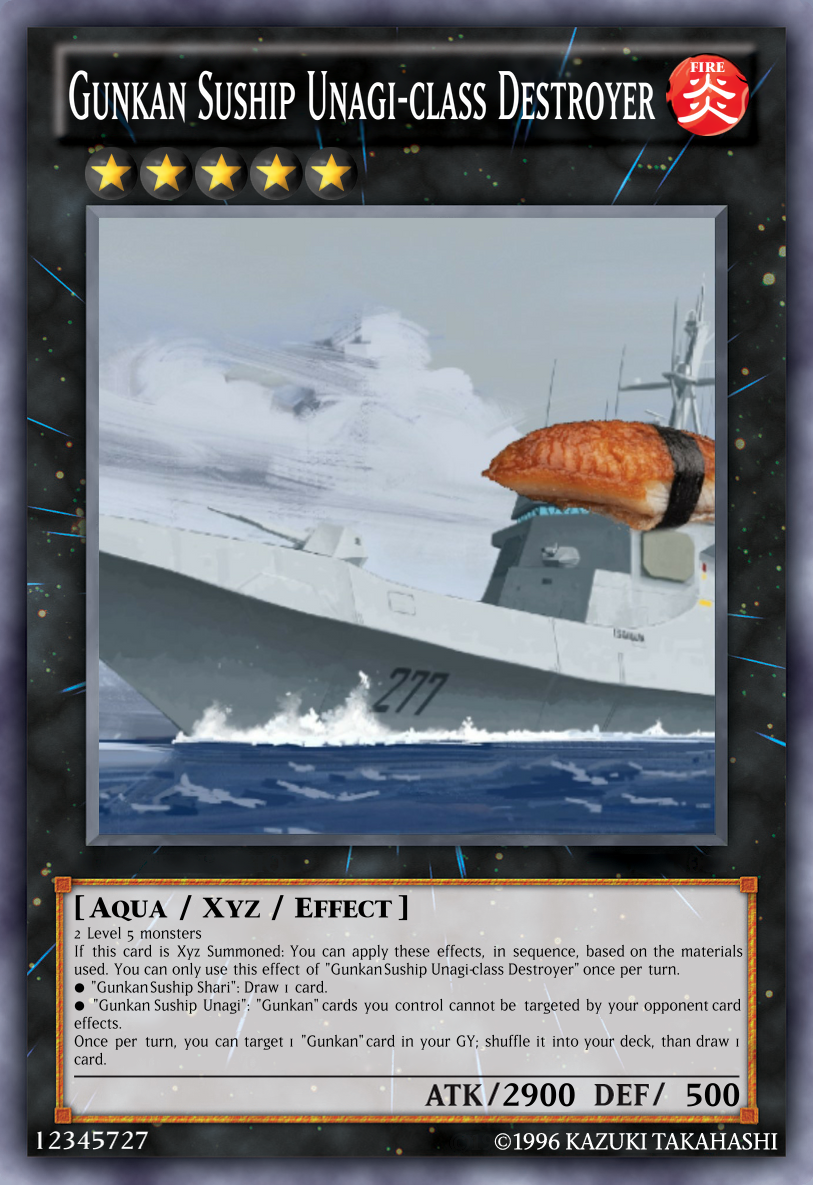 GUNKAN SUSHIP UNAGI-CLASS DESTROYER
FIRE
炎
277
[ AQUA / XYZ / EFFECT ]
2 Level 5 monsters
If this card is Xyz Summoned: You can apply these effects, in sequence, based on the materials
used. You can only use this effect of "Gunkan Suship Unagi-class Destroyer" once per turn.
● "Gunkan Suship Shari": Draw 1 card.
● "Gunkan Suship Unagi": "Gunkan" cards you control cannot be targeted by your opponent card
effects.
Once per turn, you can target 1 "Gunkan" card in your GY; shuffle it into your deck, than draw 1
card.
ATK/2900 DEF/ 500
12345727
©1996 KAZUKI TAKAHASHI